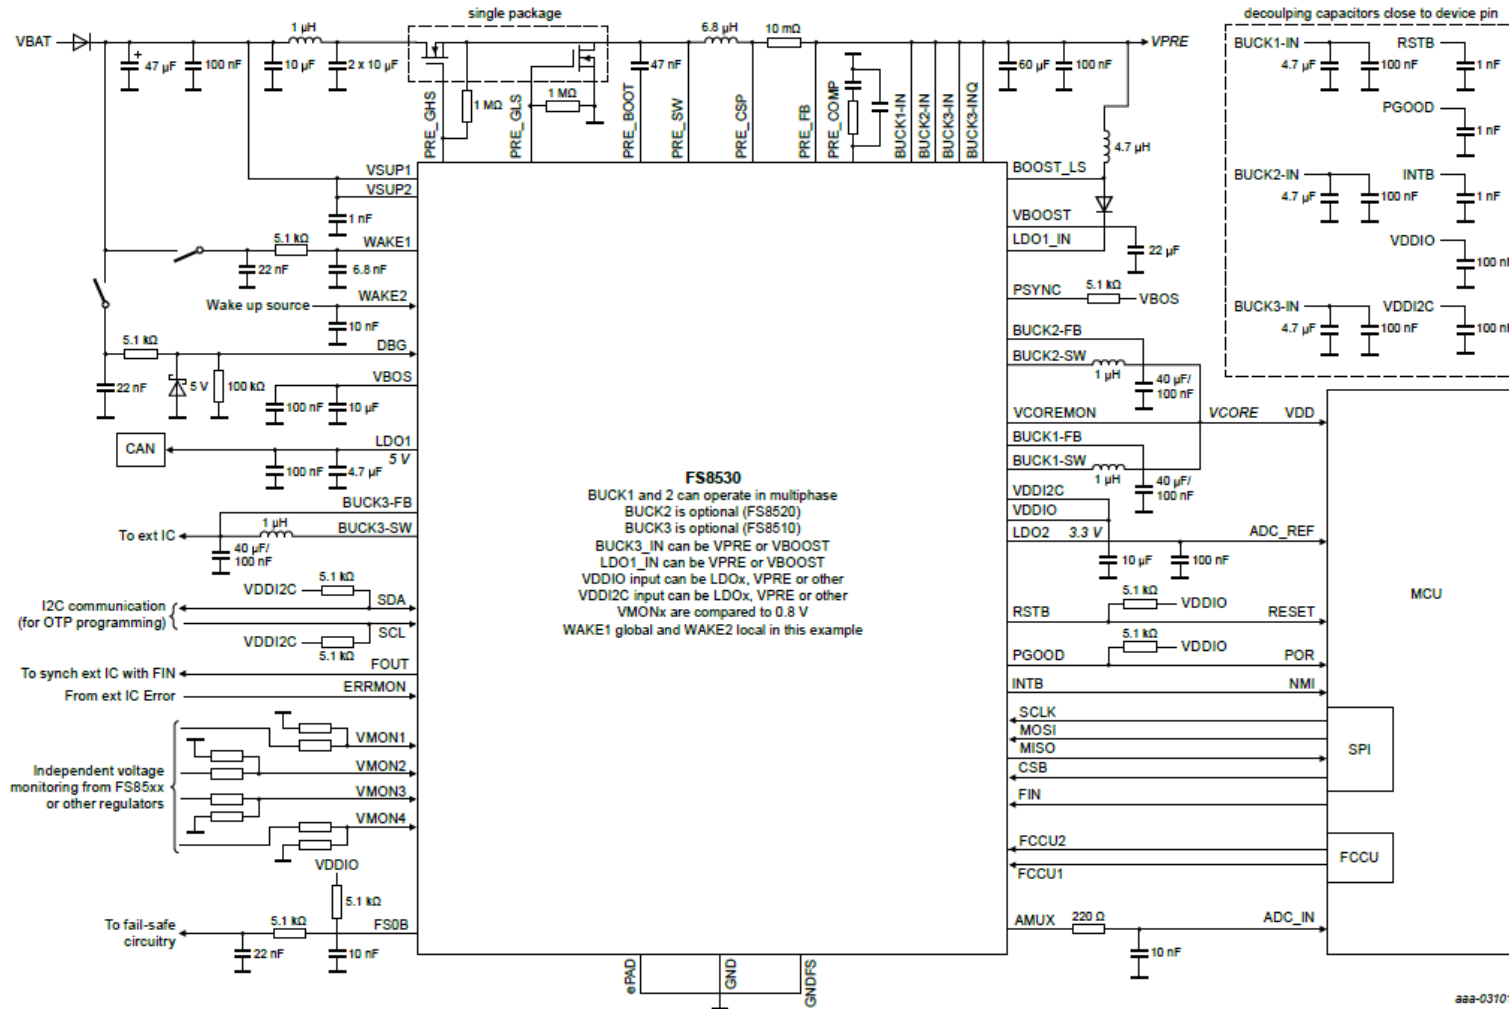 single package
decoulping capacitors close to device pin
VBAT
1 µH
6.8 µH
10 mΩ
VPRE
47 µF
100 nF
10 µF
2 x 10 µF
1 MΩ
1 MΩ
47 nF
60 µF
100 nF
PRE_GHS
PRE_GLS
PRE_BOOT
PRE_SW
PRE_CSP
PRE_FB
PRE_COMP
BUCK1-IN
BUCK2-IN
BUCK3-IN
BUCK3-INQ
4.7 µH
BUCK1-IN
4.7 µF
100 nF
RSTB
1 nF
PGOOD
1 nF
BUCK2-IN
4.7 µF
100 nF
INTB
1 nF
VDDIO
100 nF
BUCK3-IN
4.7 µF
100 nF
VDDI2C
100 nF
VSUP1
VSUP2
1 nF
5.1 kΩ
WAKE1
22 nF
6.8 nF
Wake up source
WAKE2
10 nF
5.1 kΩ
DBG
22 nF
5 V
100 kΩ
VBOS
100 nF
10 µF
CAN
LDO1
5 V
100 nF
4.7 µF
BUCK3-FB
1 µH
BUCK3-SW
To ext IC
40 µF/
100 nF
5.1 kΩ
VDDI2C
SDA
I2C communication
(for OTP programming)
SCL
VDDI2C
5.1 kΩ
FOUT
To synch ext IC with FIN
ERRMON
From ext IC Error
VMON1
VMON2
Independent voltage
monitoring from FS85xx
or other regulators
VMON3
VMON4
VDDIO
5.1 kΩ
5.1 kΩ
FS0B
To fail-safe
circuitry
22 nF
10 nF
FS8530
BUCK1 and 2 can operate in multiphase
BUCK2 is optional (FS8520)
BUCK3 is optional (FS8510)
BUCK3_IN can be VPRE or VBOOST
LDO1_IN can be VPRE or VBOOST
VDDIO input can be LDOx, VPRE or other
VDDI2C input can be LDOx, VPRE or other
VMONx are compared to 0.8 V
WAKE1 global and WAKE2 local in this example
ePAD
GND
GNDFS
BOOST_LS
VBOOST
LDO1_IN
22 µF
PSYNC
5.1 kΩ
VBOS
BUCK2-FB
BUCK2-SW
1 µH
40 µF/
100 nF
VCOREMON
VCORE
VDD
BUCK1-FB
BUCK1-SW
1 µH
40 µF/
100 nF
VDDI2C
VDDIO
LDO2
3.3 V
ADC_REF
10 µF
100 nF
5.1 kΩ
VDDIO
RSTB
RESET
5.1 kΩ
VDDIO
PGOOD
POR
INTB
NMI
MCU
SCLK
MOSI
MISO
CSB
SPI
FIN
FCCU2
FCCU1
FCCU
AMUX
220 Ω
ADC_IN
10 nF
aaa-03101